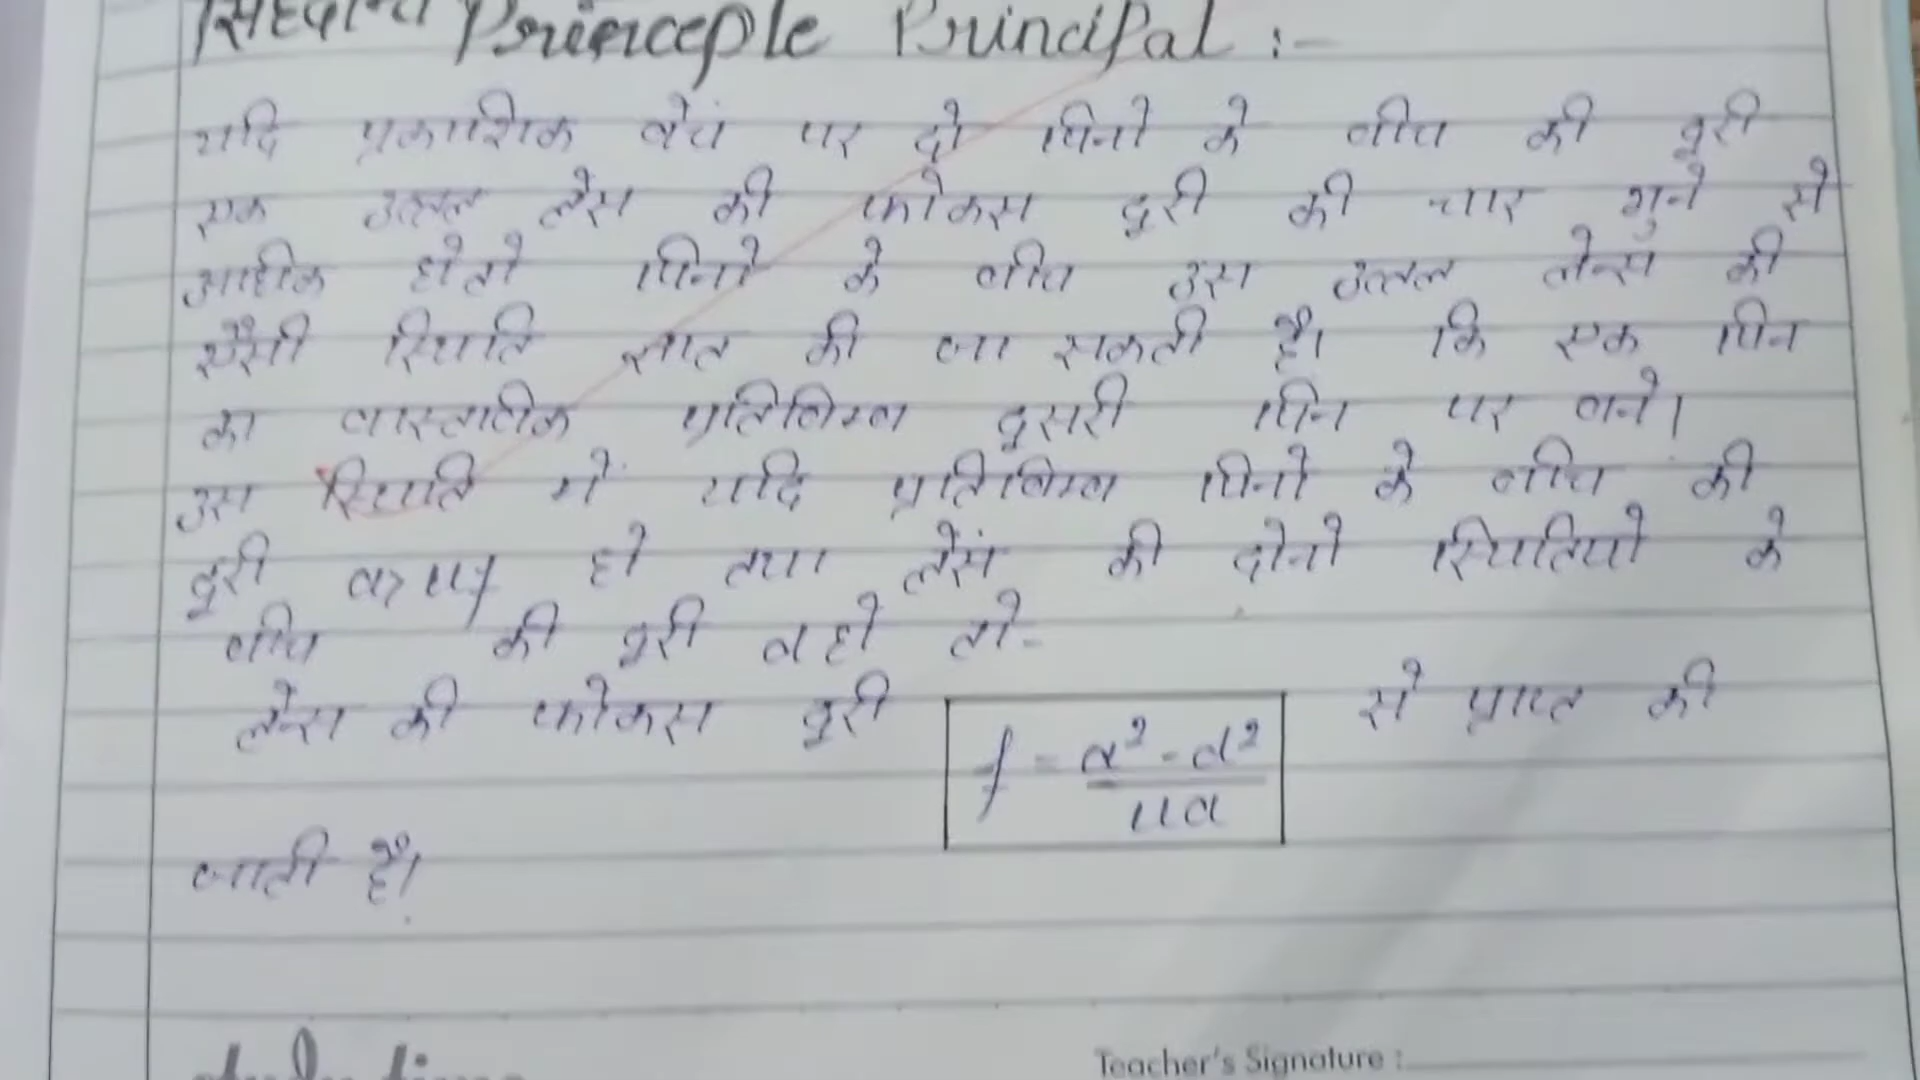 सिध्दान्त Princeple Principal :-
यदि प्रकाशिक बेचं पर दो पिनो के बीच की दूरी
एक उत्तल लेंस की फोकस दूरी की चार गुने से
अधीक होतो पिनो के बीच उस उत्तल लेन्स की
ऐसी स्थिति ज्ञात की जा सकती है। कि एक पिन
का वास्तवीक प्रतिबिम्ब दूसरी पिन पर बने।
उस स्थिति में यदि प्रतिबिम्ब पिनो के बीच की
दूरी a>4f हो तथा लेंसं की दोनो स्थितियो के
बीच की दूरी d हो तो-
लेन्स की फोकस दूरी f = a² - d² / 4a से प्राप्त की
जाती है।
Teacher's Signature :